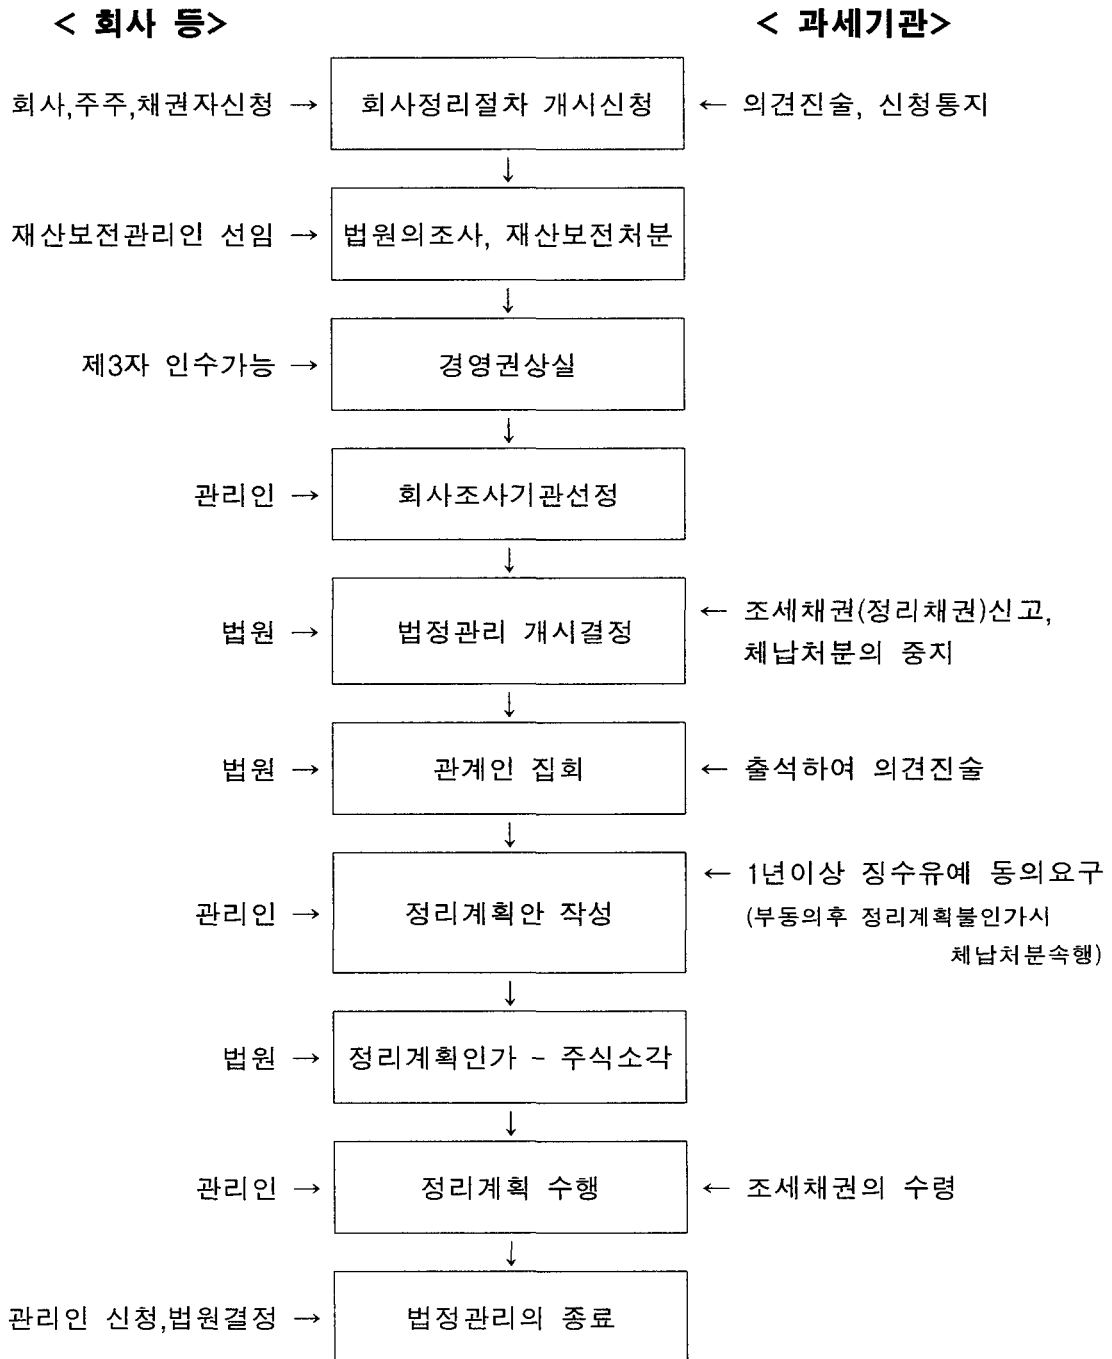 < 회사 등> < 과세기관>
회사,주주,채권자신청 → 회사정리절차 개시신청 ← 의견진술, 신청통지
↓
재산보전관리인 선임 → 법원의조사, 재산보전처분
↓
제3자 인수가능 → 경영권상실
↓
관리인 → 회사조사기관선정
↓
법원 → 법정관리 개시결정 ← 조세채권(정리채권)신고,
체납처분의 중지
↓
법원 → 관계인 집회 ← 출석하여 의견진술
↓
관리인 → 정리계획안 작성 ← 1년이상 징수유예 동의요구
(부동의후 정리계획불인가시
체납처분속행)
↓
법원 → 정리계획인가 - 주식소각
↓
관리인 → 정리계획 수행 ← 조세채권의 수령
↓
관리인 신청,법원결정 → 법정관리의 종료